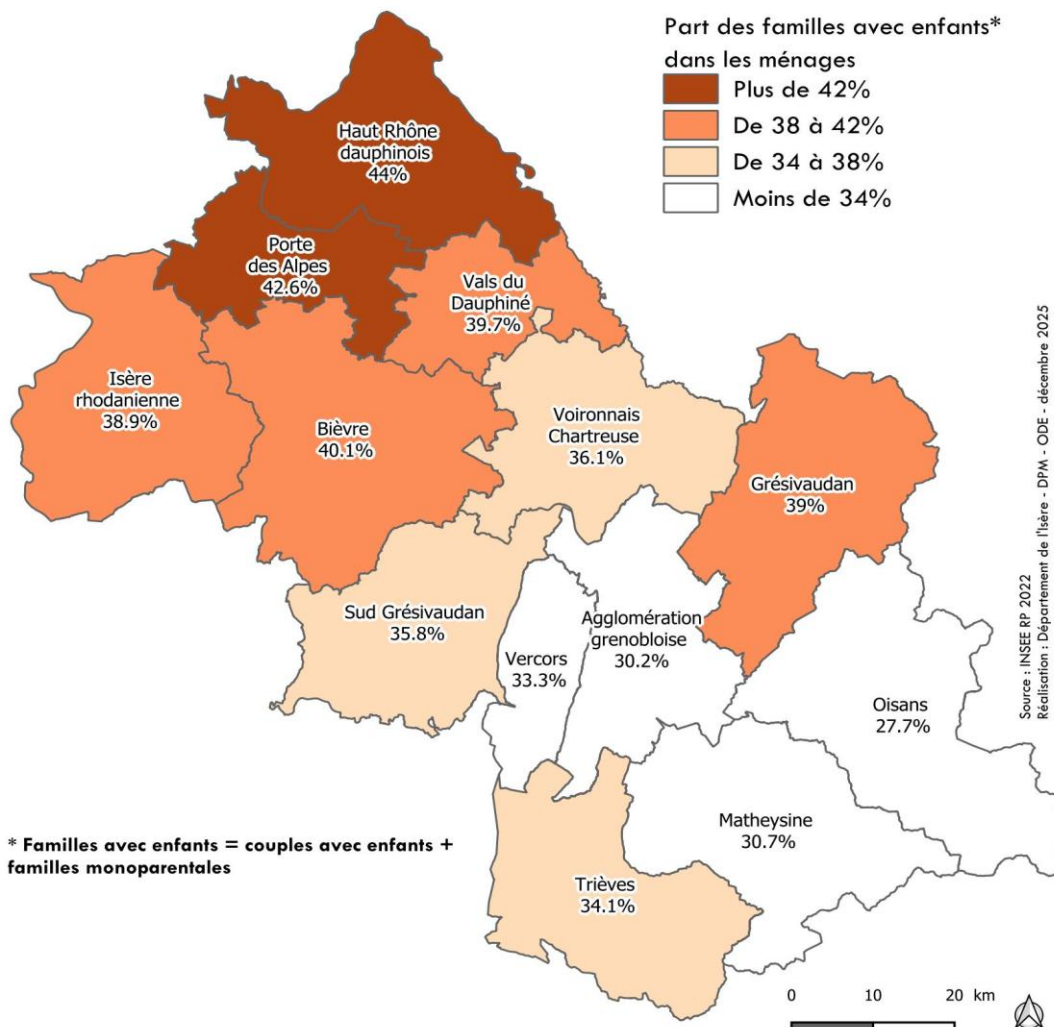 Part des familles avec enfants*
dans les ménages
Plus de 42%
De 38 à 42%
De 34 à 38%
Moins de 34%
Haut Rhône
dauphinois
44%
Porte
des Alpes
42.6%
Vals du
Dauphiné
39.7%
Isère
rhodanienne
38.9%
Bièvre
40.1%
Voironnais
Chartreuse
36.1%
Grésivaudan
39%
Sud Grésivaudan
35.8%
Vercors
33.3%
Agglomération
grenobloise
30.2%
Oisans
27.7%
Matheysine
30.7%
Trièves
34.1%
* Familles avec enfants = couples avec enfants +
familles monoparentales
Source : INSEE RP 2022
Réalisation : Département de l'Isère - DPM - ODE - décembre 2025
0 10 20 km